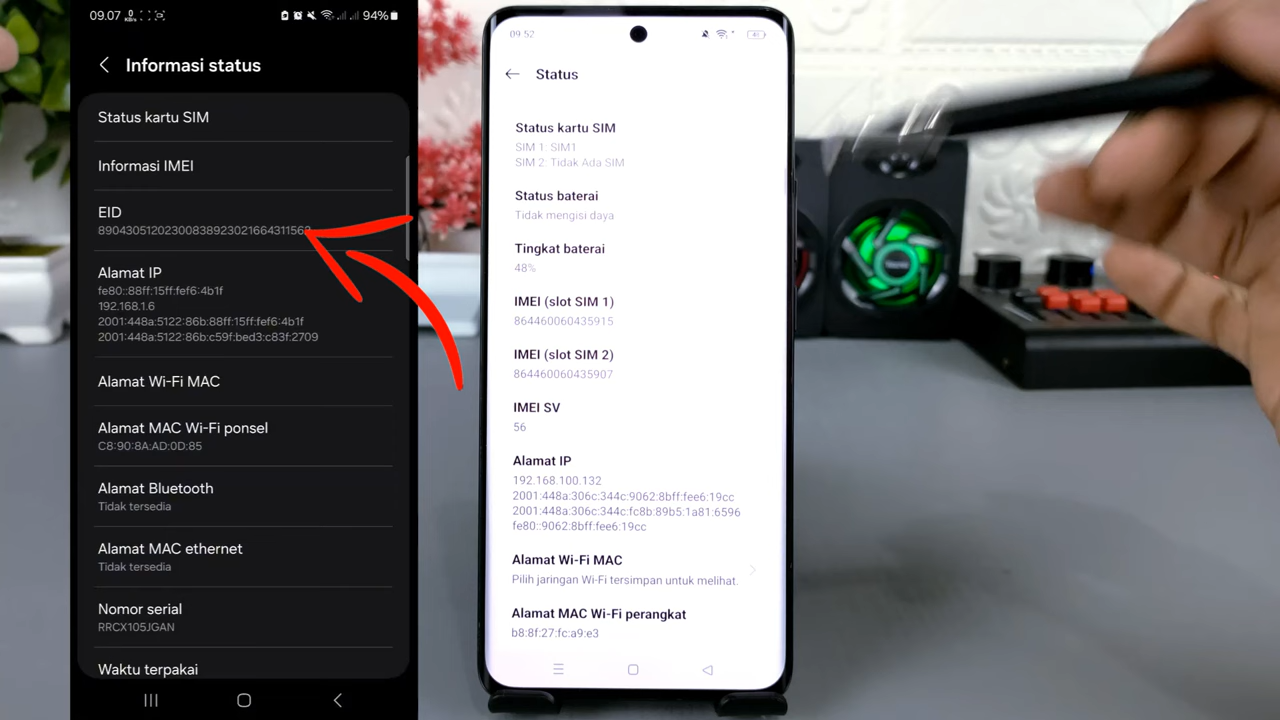 09.07
94%
Informasi status
Status kartu SIM
Informasi IMEI
EID
Alamat IP
fe80::88ff:15ff:fef6:4b1f
192.168.1.6
2001:448a:5122:86b:88ff:15ff:fef6:4b1f
2001:448a:5122:86b:c59f:bed3:c83f:2709
Alamat Wi-Fi MAC
Alamat MAC Wi-Fi ponsel
C8:90:8A:AD:0D:85
Alamat Bluetooth
Tidak tersedia
Alamat MAC ethernet
Tidak tersedia
Nomor serial
RRCX105JGAN
Waktu terpakai
09:52
48
Status
Status kartu SIM
SIM 1: SIM1
SIM 2: Tidak Ada SIM
Status baterai
Tidak mengisi daya
Tingkat baterai
48%
IMEI (slot SIM 1)
864460060435915
IMEI (slot SIM 2)
864460060435907
IMEI SV
56
Alamat IP
192.168.100.132
2001:448a:306c:344c:9062:8bff:fee6:19cc
2001:448a:306c:344c:fc8b:89b5:1a81:6596
fe80::9062:8bff:fee6:19cc
Alamat Wi-Fi MAC
Pilih jaringan Wi-Fi tersimpan untuk melihat.
Alamat MAC Wi-Fi perangkat
b8:8f:27:fc:a9:e3